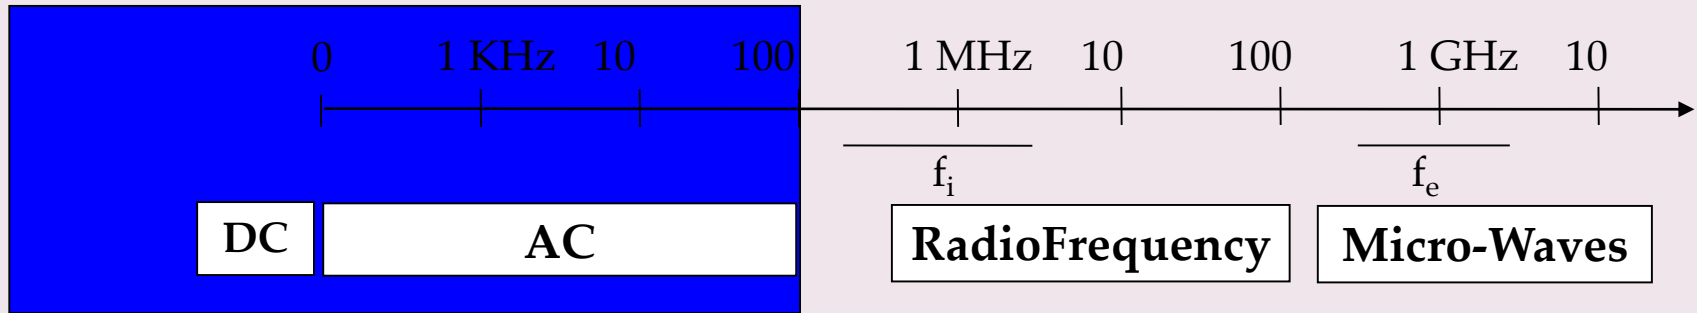 0 1 KHz 10 100 1 MHz 10 100 1 GHz 10
fi fe
DC AC RadioFrequency Micro-Waves